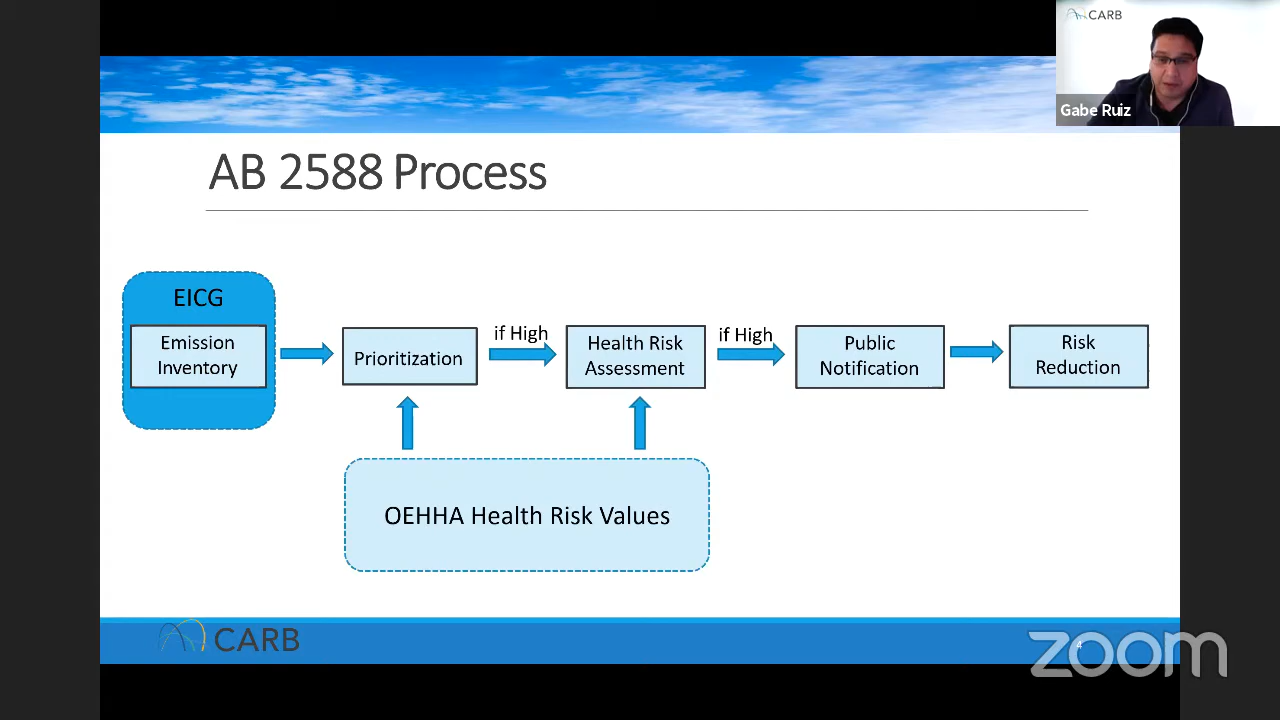 CARB
Gabe Ruiz
AB 2588 Process
EICG
Emission
Inventory
Prioritization
if High
Health Risk
Assessment
if High
Public
Notification
Risk
Reduction
OEHHA Health Risk Values
CARB
4
zoom